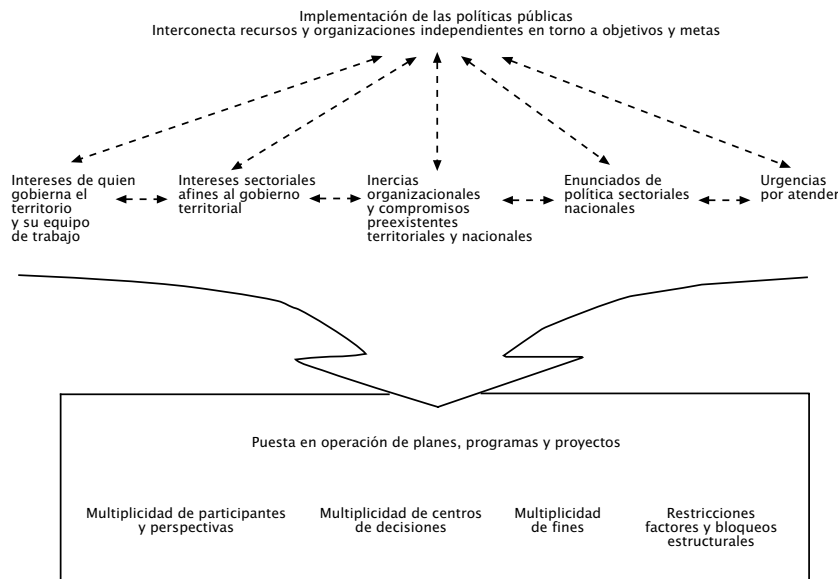 Implementación de las políticas públicas
Interconecta recursos y organizaciones independientes en torno a objetivos y metas
Intereses de quien
gobierna el
territorio
y su equipo
de trabajo
Intereses sectoriales
afines al gobierno
territorial
Inercias
organizacionales
y compromisos
preexistentes
territoriales y nacionales
Enunciados de
política sectoriales
nacionales
Urgencias
por atender
Puesta en operación de planes, programas y proyectos
Multiplicidad de participantes
y perspectivas
Multiplicidad de centros
de decisiones
Multiplicidad
de fines
Restricciones
factores y bloqueos
estructurales